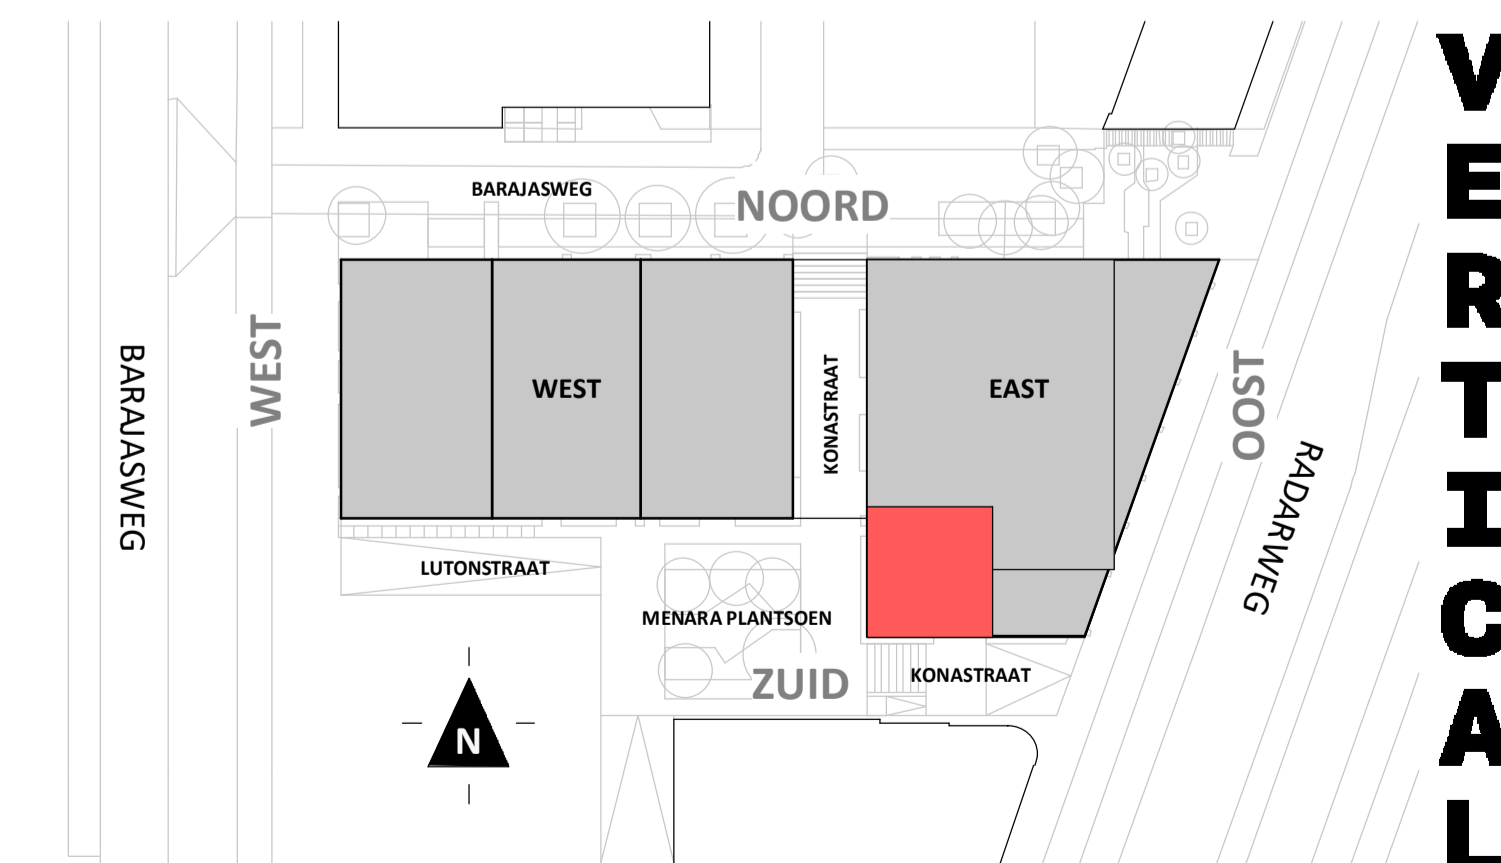 BARAJASWEG
NOORD
WEST
BARAJASWEG
WEST
KONASTRAAT
EAST
OOST
RADARWEG
LUTONSTRAAT
MENARA PLANTSOEN
ZUID
KONASTRAAT
N
VERTICAL